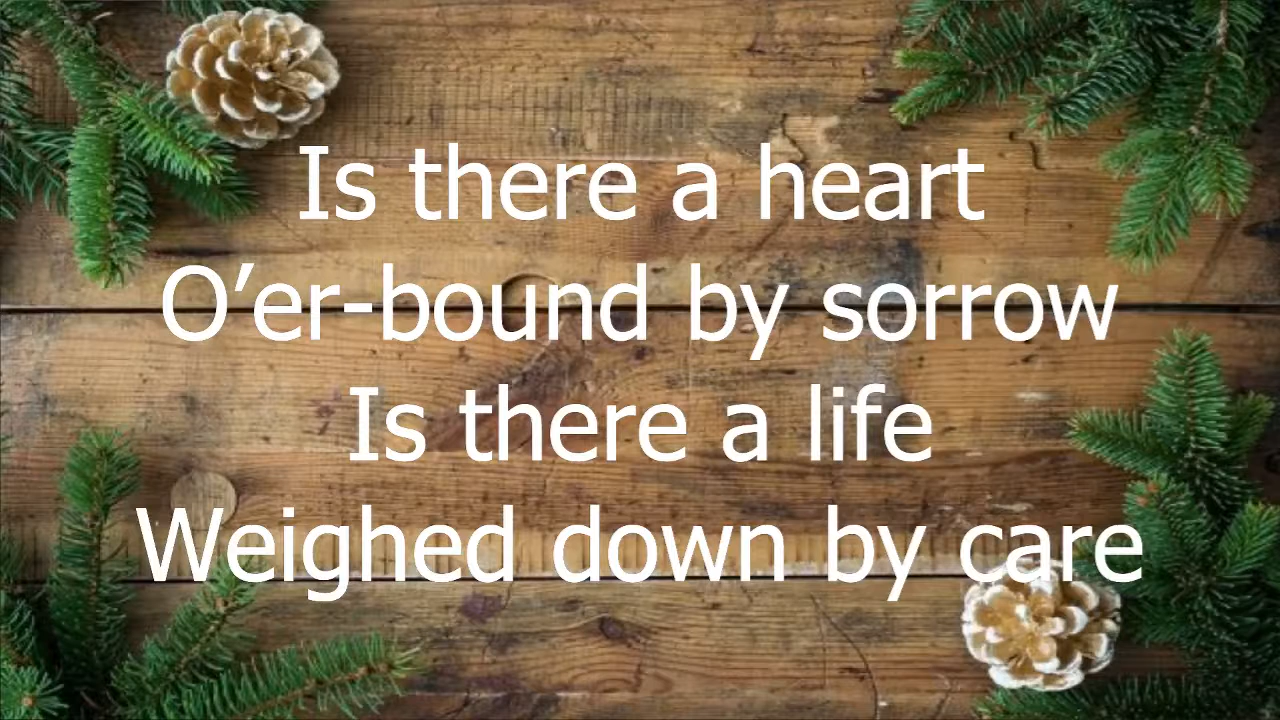 Is there a heart
O’er-bound by sorrow
Is there a life
Weighed down by care